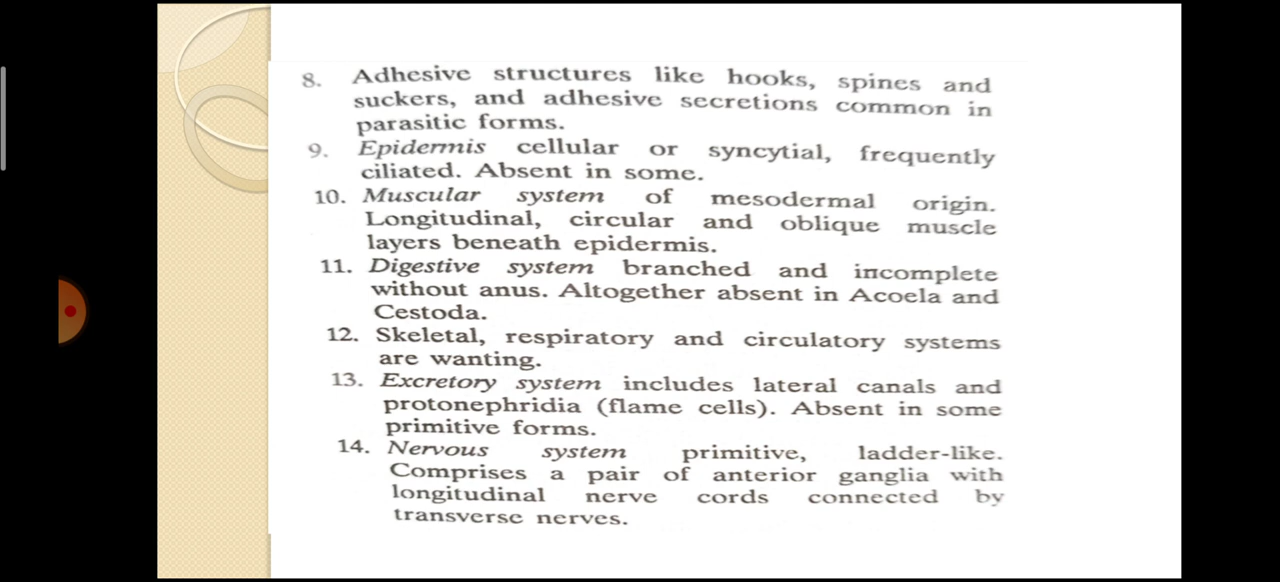 8. Adhesive structures like hooks, spines and
suckers, and adhesive secretions common in
parasitic forms.
9. Epidermis cellular or syncytial, frequently
ciliated. Absent in some.
10. Muscular system of mesodermal origin.
Longitudinal, circular and oblique muscle
layers beneath epidermis.
11. Digestive system branched and incomplete
without anus. Altogether absent in Acoela and
Cestoda.
12. Skeletal, respiratory and circulatory systems
are wanting.
13. Excretory system includes lateral canals and
protonephridia (flame cells). Absent in some
primitive forms.
14. Nervous system primitive, ladder-like.
Comprises a pair of anterior ganglia with
longitudinal nerve cords connected by
transverse nerves.